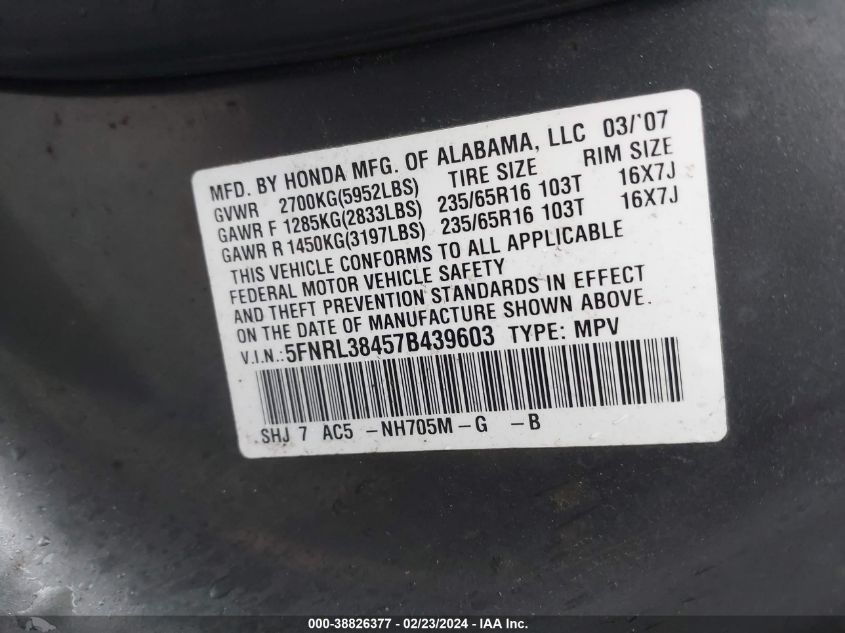 MFD. BY HONDA MFG. OF ALABAMA, LLC 03/'07
GVWR 2700KG(5952LBS) TIRE SIZE RIM SIZE
GAWR F 1285KG(2833LBS) 235/65R16 103T 16X7J
GAWR R 1450KG(3197LBS) 235/65R16 103T 16X7J
THIS VEHICLE CONFORMS TO ALL APPLICABLE
FEDERAL MOTOR VEHICLE SAFETY
AND THEFT PREVENTION STANDARDS IN EFFECT
ON THE DATE OF MANUFACTURE SHOWN ABOVE.
V.I.N.:5FNRL38457B439603 TYPE: MPV
SHJ 7 AC5 -NH705M-G -B
000-38826377 - 02/23/2024 - IAA Inc.